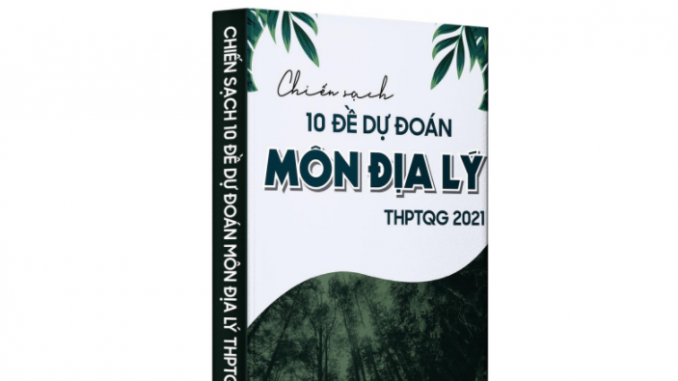 Chiến sạch
10 ĐỀ DỰ ĐOÁN
MÔN ĐỊA LÝ
THPTQG 2021
CHIẾN SẠCH 10 ĐỀ DỰ ĐOÁN MÔN ĐỊA LÝ THPTQ